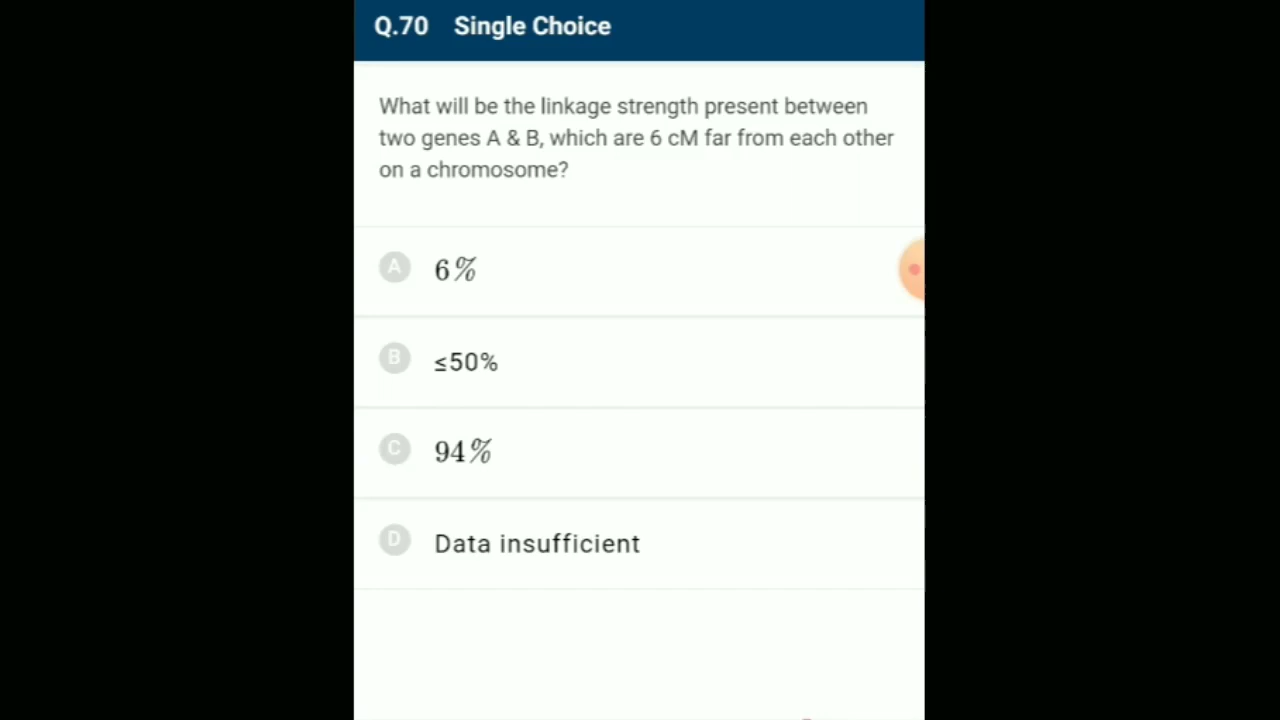 Q.70 Single Choice
What will be the linkage strength present between
two genes A & B, which are 6 cM far from each other
on a chromosome?
A 6%
B ≤50%
C 94%
D Data insufficient